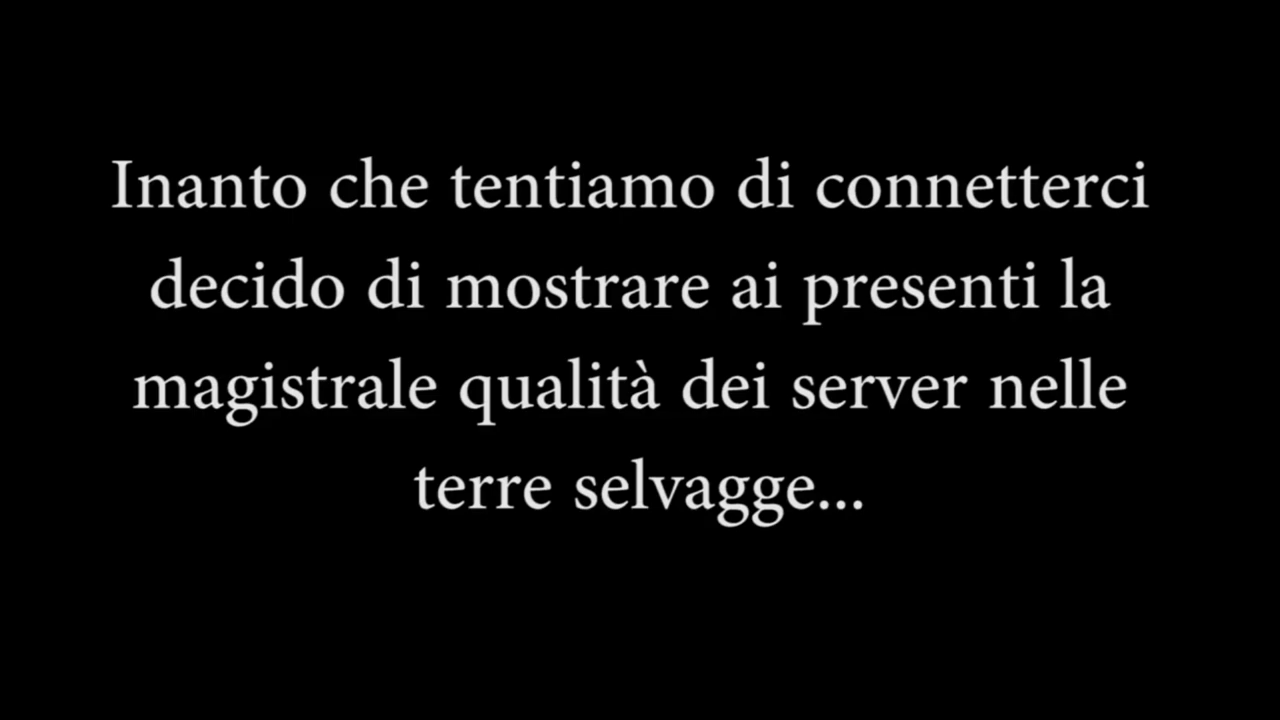 Inanto che tentiamo di connetterci
decido di mostrare ai presenti la
magistrale qualità dei server nelle
terre selvagge...